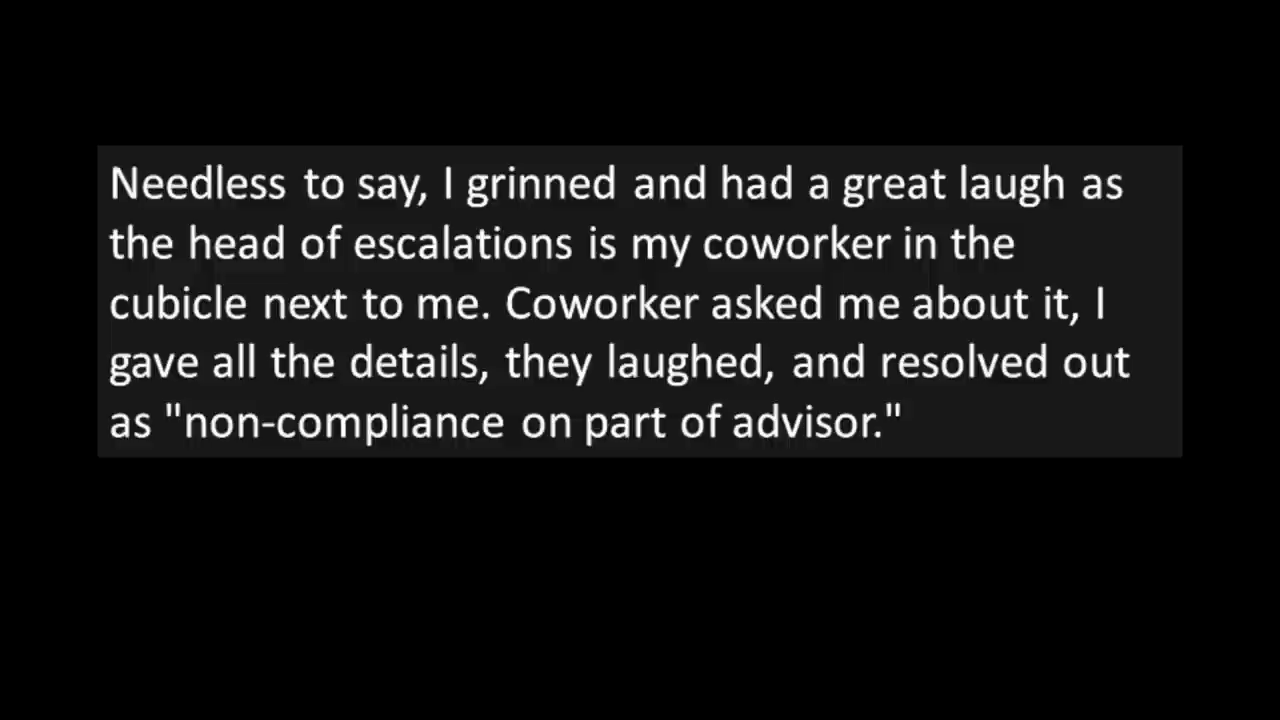 Needless to say, I grinned and had a great laugh as
the head of escalations is my coworker in the
cubicle next to me. Coworker asked me about it, I
gave all the details, they laughed, and resolved out
as "non-compliance on part of advisor."